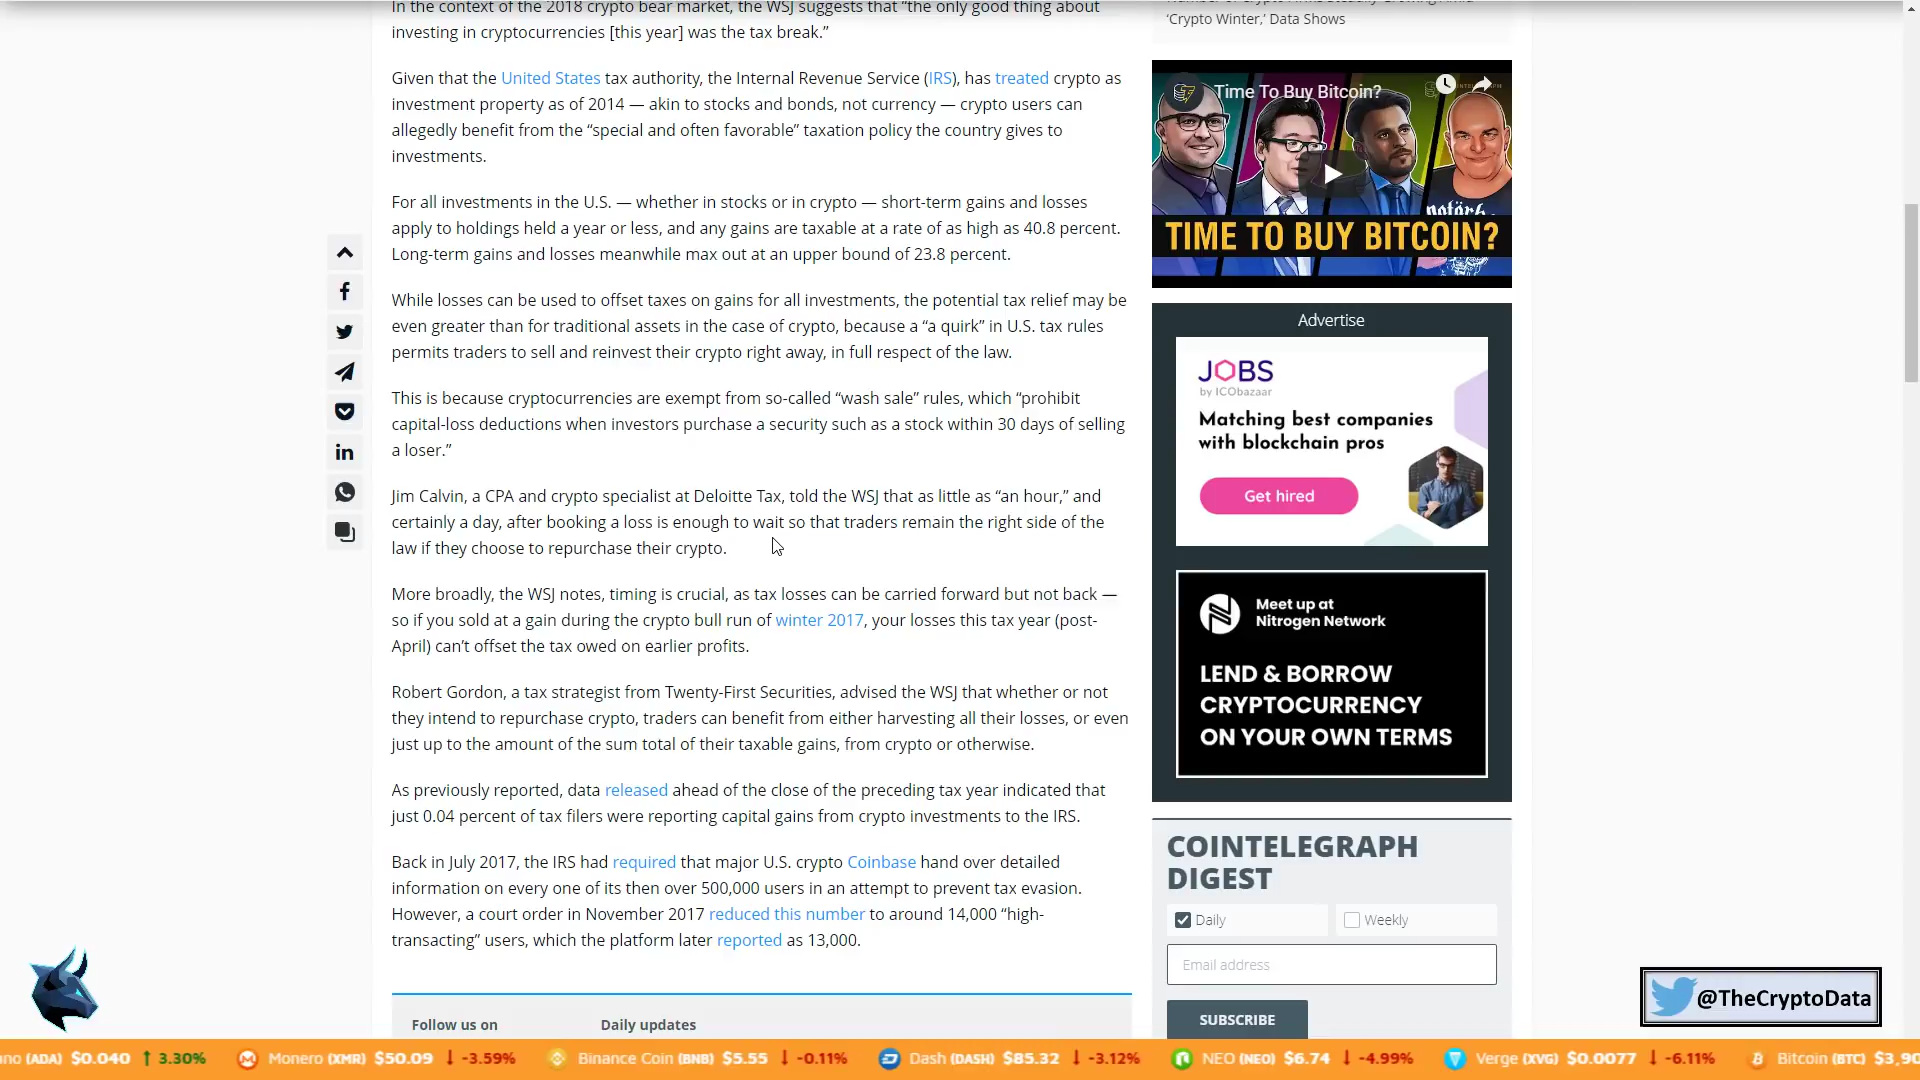 In the context of the 2018 crypto bear market, the WSJ suggests that “the only good thing about
investing in cryptocurrencies [this year] was the tax break.”
Given that the United States tax authority, the Internal Revenue Service (IRS), has treated crypto as
investment property as of 2014 — akin to stocks and bonds, not currency — crypto users can
allegedly benefit from the “special and often favorable” taxation policy the country gives to
investments.
For all investments in the U.S. — whether in stocks or in crypto — short-term gains and losses
apply to holdings held a year or less, and any gains are taxable at a rate of as high as 40.8 percent.
Long-term gains and losses meanwhile max out at an upper bound of 23.8 percent.
While losses can be used to offset taxes on gains for all investments, the potential tax relief may be
even greater than for traditional assets in the case of crypto, because a “a quirk” in U.S. tax rules
permits traders to sell and reinvest their crypto right away, in full respect of the law.
This is because cryptocurrencies are exempt from so-called “wash sale” rules, which “prohibit
capital-loss deductions when investors purchase a security such as a stock within 30 days of selling
a loser.”
Jim Calvin, a CPA and crypto specialist at Deloitte Tax, told the WSJ that as little as “an hour,” and
certainly a day, after booking a loss is enough to wait so that traders remain the right side of the
law if they choose to repurchase their crypto.
More broadly, the WSJ notes, timing is crucial, as tax losses can be carried forward but not back —
so if you sold at a gain during the crypto bull run of winter 2017, your losses this tax year (post-
April) can’t offset the tax owed on earlier profits.
Robert Gordon, a tax strategist from Twenty-First Securities, advised the WSJ that whether or not
they intend to repurchase crypto, traders can benefit from either harvesting all their losses, or even
just up to the amount of the sum total of their taxable gains, from crypto or otherwise.
As previously reported, data released ahead of the close of the preceding tax year indicated that
just 0.04 percent of tax filers were reporting capital gains from crypto investments to the IRS.
Back in July 2017, the IRS had required that major U.S. crypto Coinbase hand over detailed
information on every one of its then over 500,000 users in an attempt to prevent tax evasion.
However, a court order in November 2017 reduced this number to around 14,000 “high-
transacting” users, which the platform later reported as 13,000.
Follow us on
Daily updates
‘Crypto Winter,’ Data Shows
Time To Buy Bitcoin?
TIME TO BUY BITCOIN?
Advertise
JOBS
by ICObazaar
Matching best companies
with blockchain pros
Get hired
Meet up at
Nitrogen Network
LEND & BORROW
CRYPTOCURRENCY
ON YOUR OWN TERMS
COINTELEGRAPH
DIGEST
Daily
Weekly
Email address
SUBSCRIBE
@TheCryptoData
no (ADA) $0.040 3.30% Monero (XMR) $50.09 -3.59% Binance Coin (BNB) $5.55 -0.11% Dash (DASH) $85.32 -3.12% NEO (NEO) $6.74 -4.99% Verge (XVG) $0.0077 -6.11% Bitcoin (BTC) $3,90